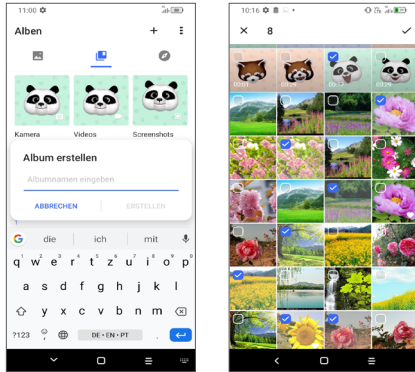 11:00
Alben
Kamera
Videos
Screenshots
Album erstellen
Albumnamen eingeben
ABBRECHEN
ERSTELLEN
die
ich
mit
q w e r t z u i o p
a s d f g h j k l
y x c v b n m
?123
DE • EN • PT
10:16
8